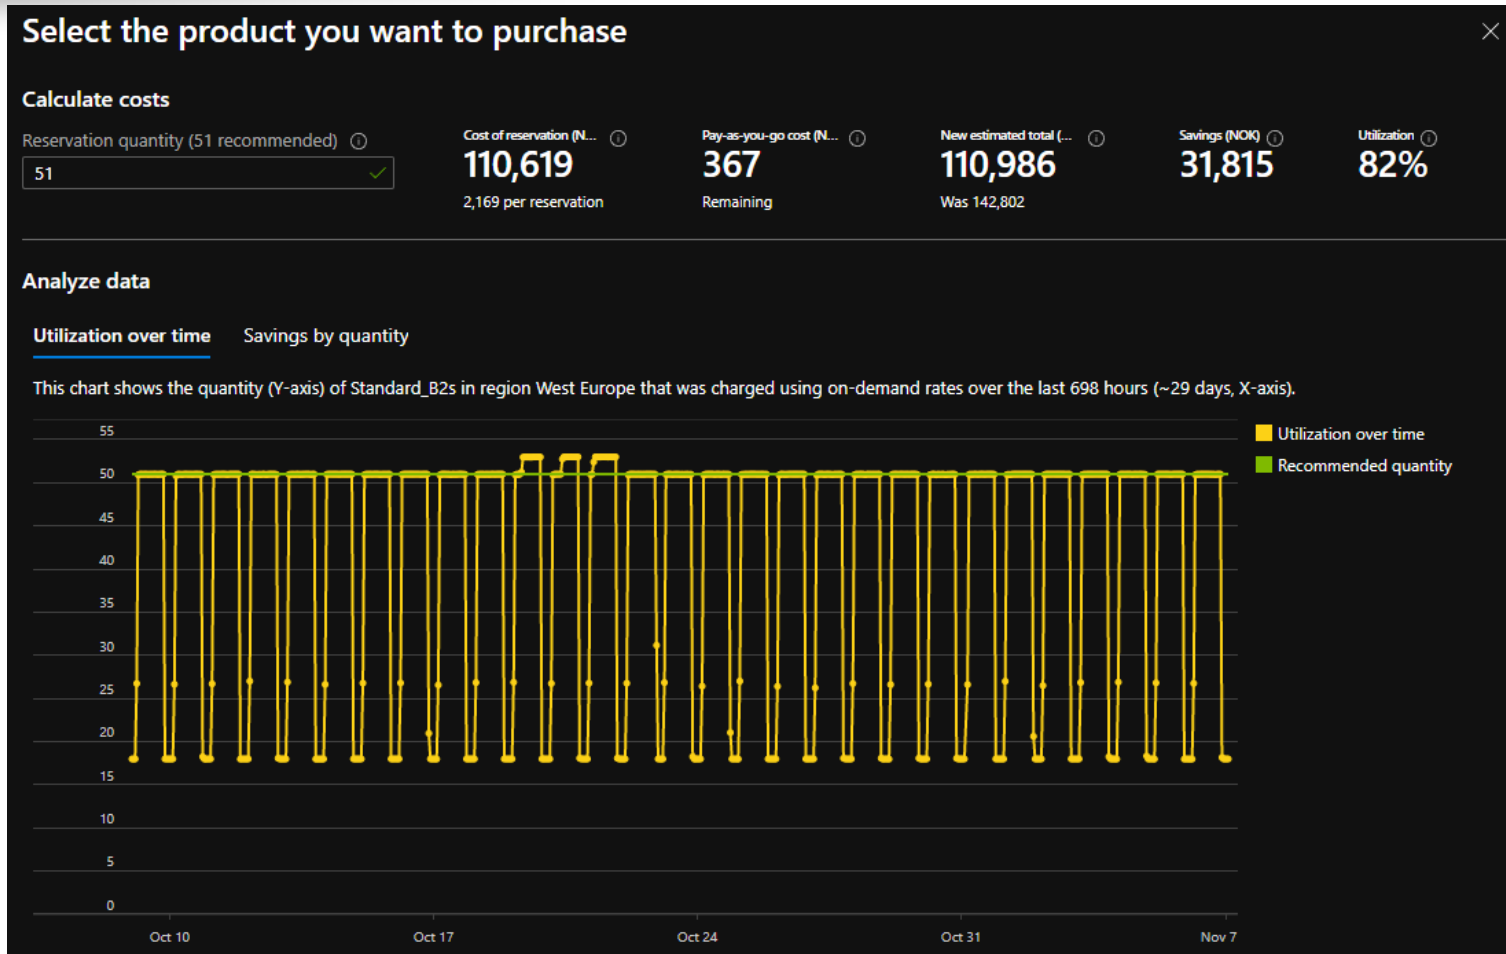 Select the product you want to purchase
Calculate costs
Reservation quantity (51 recommended)
51
Cost of reservation (N...
110,619
2,169 per reservation
Pay-as-you-go cost (N...
367
Remaining
New estimated total (...
110,986
Was 142,802
Savings (NOK)
31,815
Utilization
82%
Analyze data
Utilization over time
Savings by quantity
This chart shows the quantity (Y-axis) of Standard_B2s in region West Europe that was charged using on-demand rates over the last 698 hours (~29 days, X-axis).
55
50
45
40
35
30
25
20
15
10
5
0
Oct 10
Oct 17
Oct 24
Oct 31
Nov 7
Utilization over time
Recommended quantity